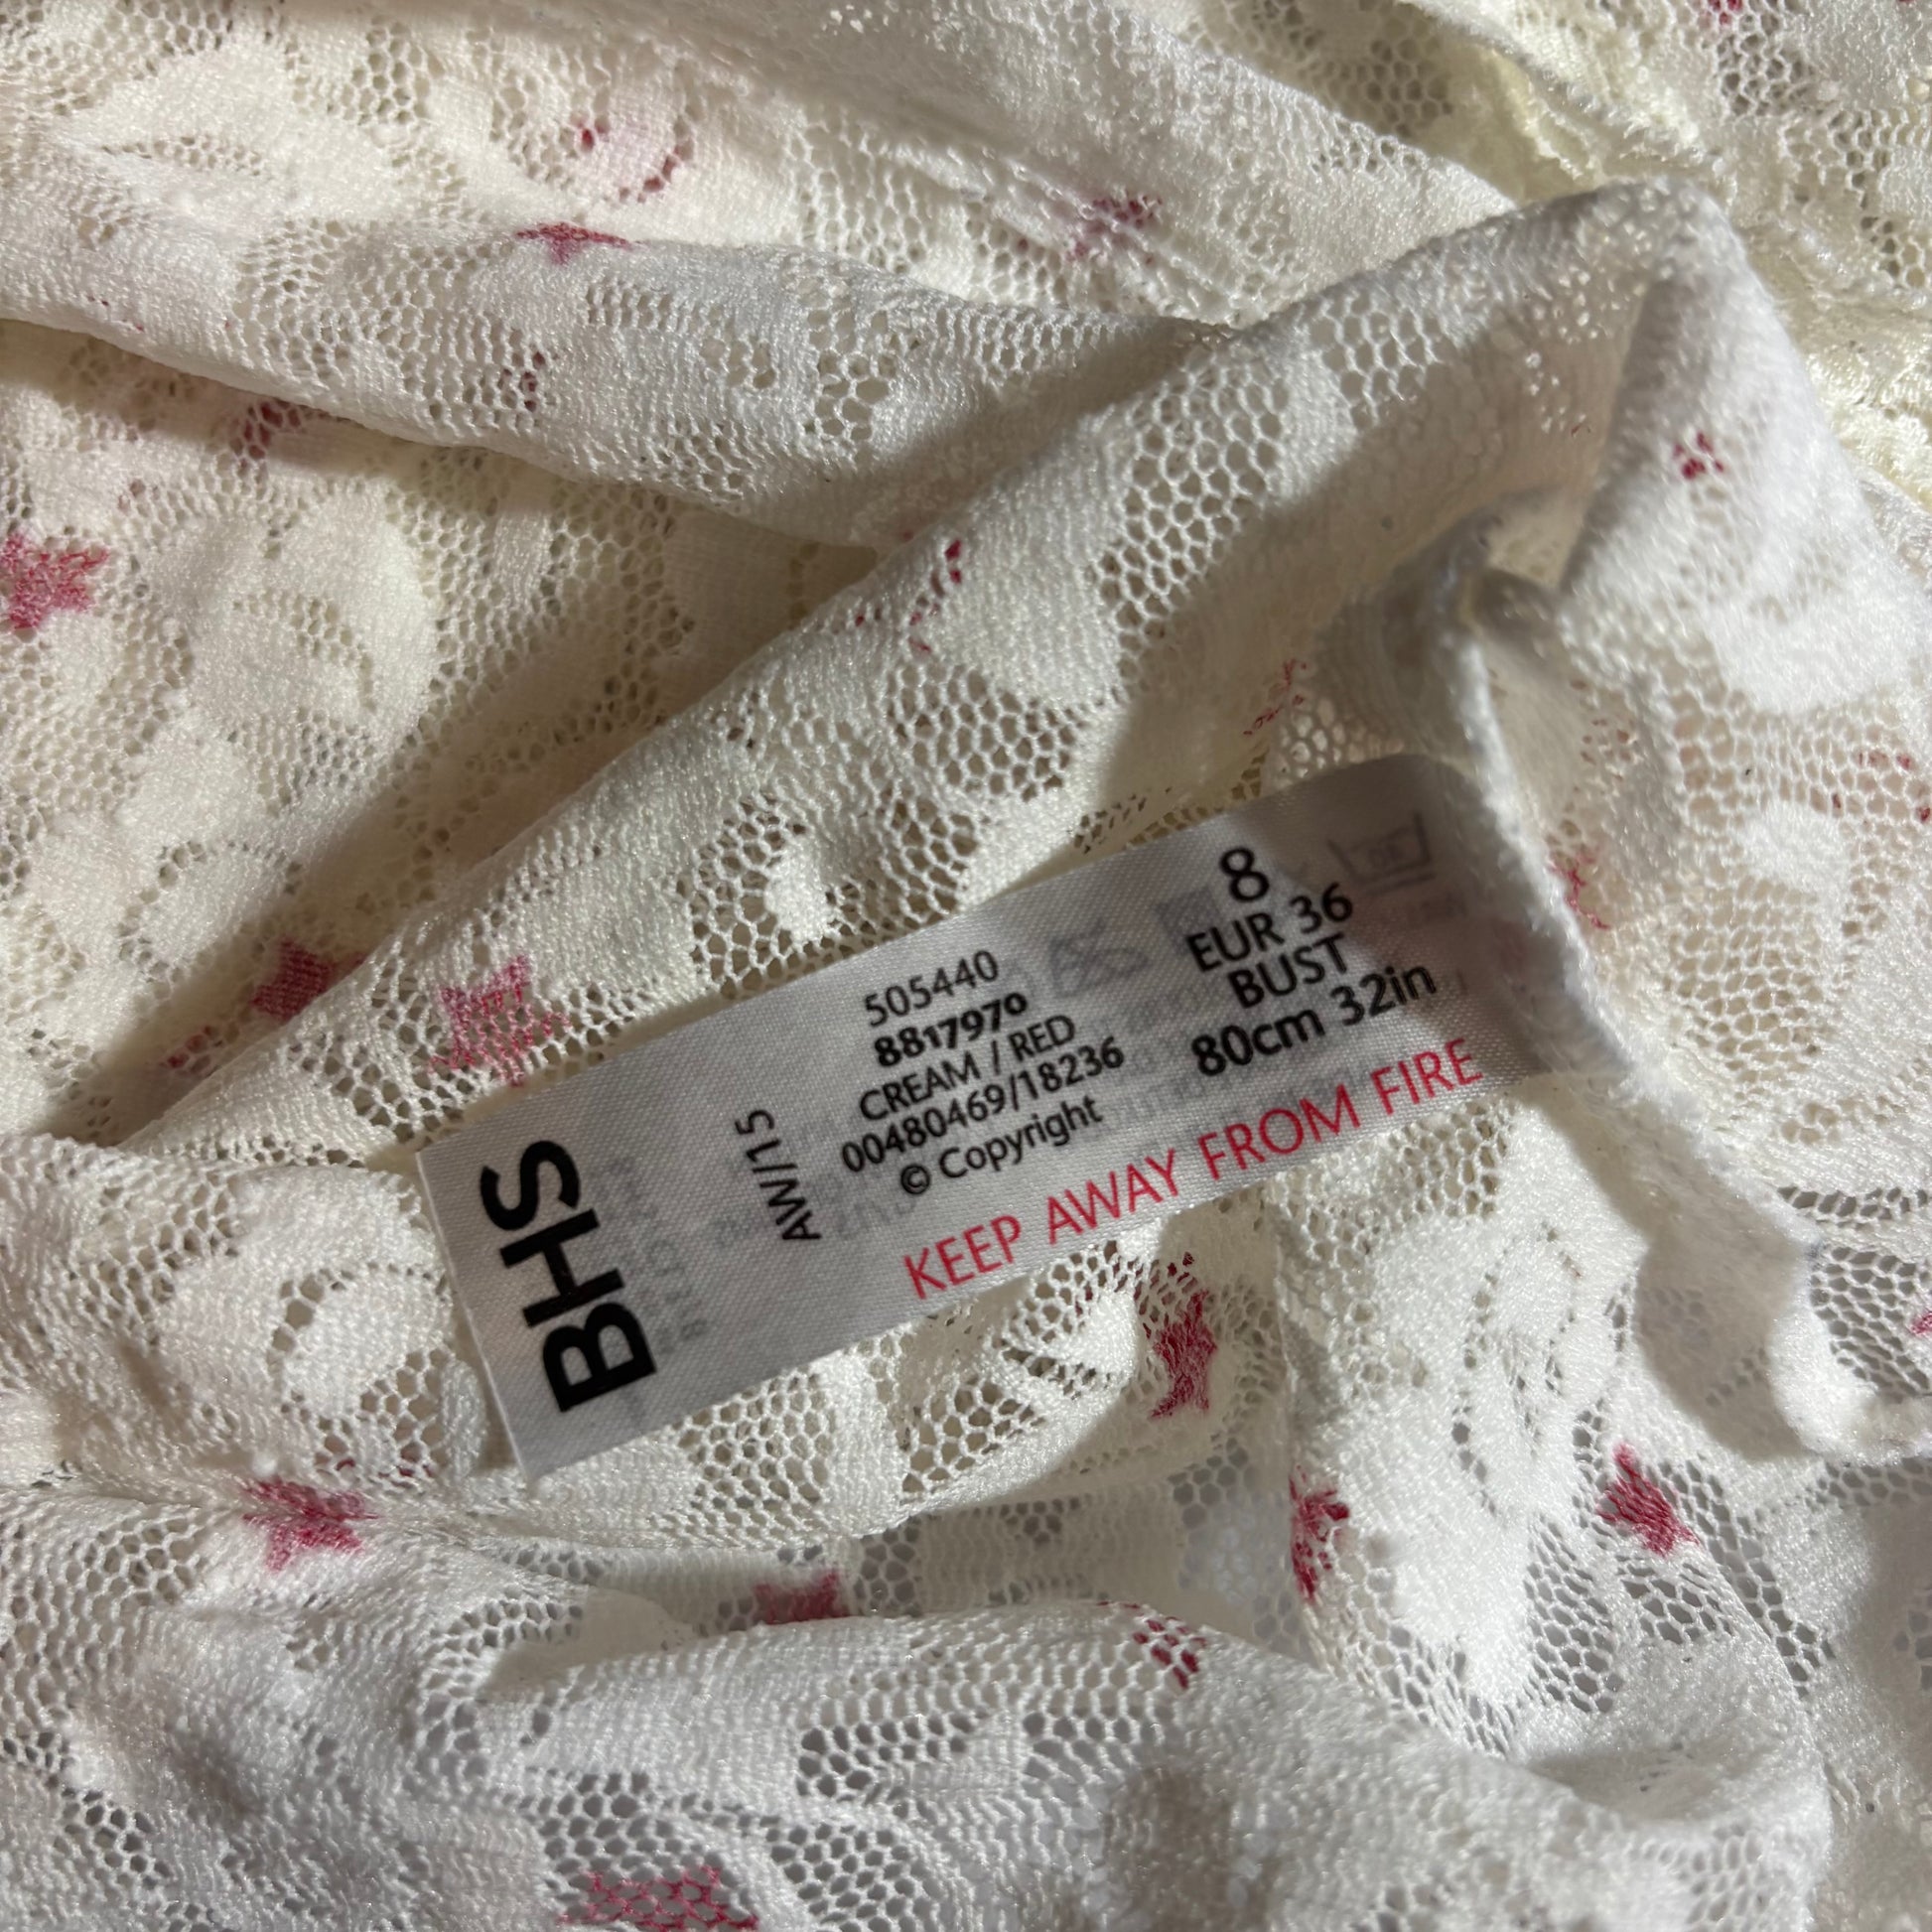 BHS
AW/15
505440
8817970
CREAM / RED
00480469/18236
© Copyright
8
EUR 36
BUST
80cm 32in
KEEP AWAY FROM FIRE